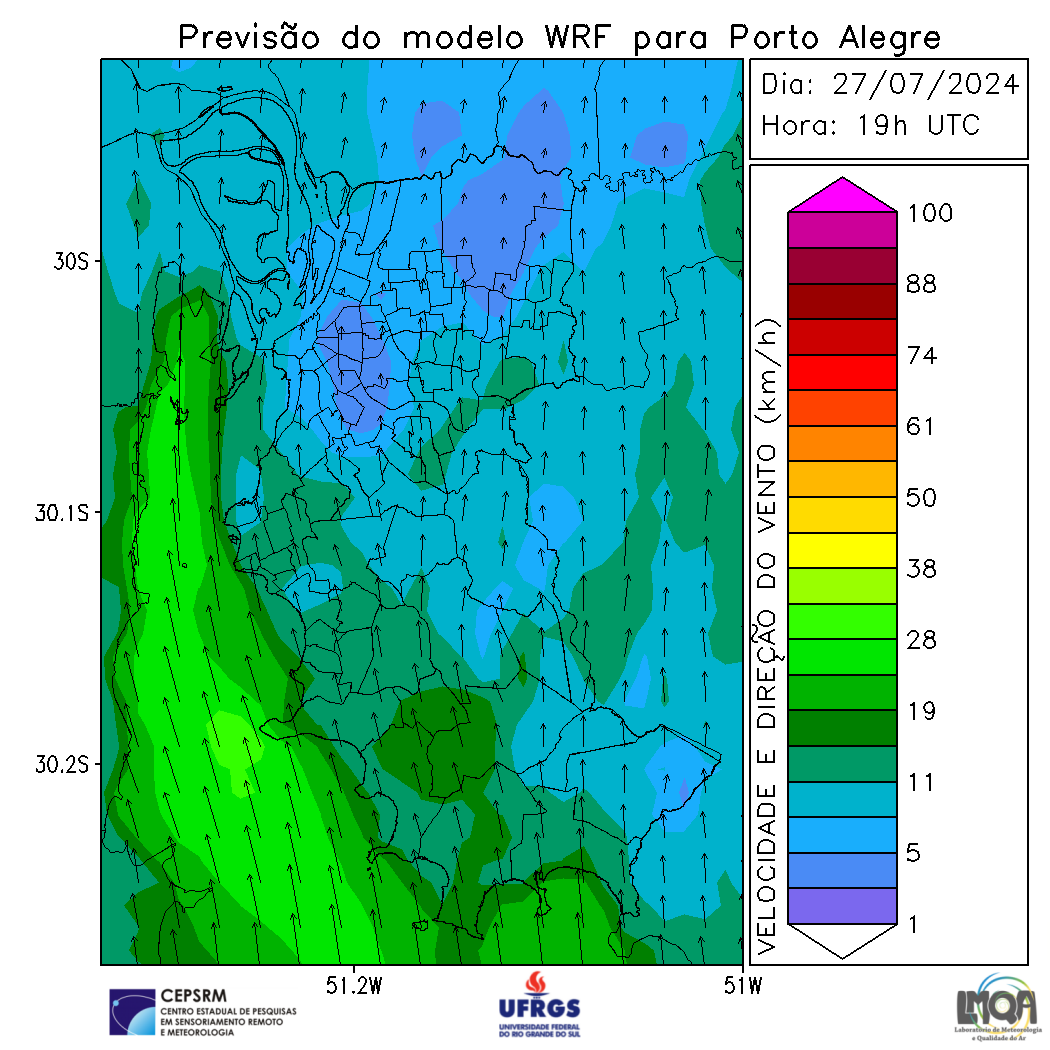 Previsão do modelo WRF para Porto Alegre
Dia: 27/07/2024
Hora: 19h UTC
30S
30.1S
30.2S
51.2W
51W
VELOCIDADE E DIREÇÃO DO VENTO (km/h)
100
88
74
61
50
38
28
19
11
5
1
CEPSRM
CENTRO ESTADUAL DE PESQUISAS
EM SENSORIAMENTO REMOTO
E METEOROLOGIA
UFRGS
UNIVERSIDADE FEDERAL
DO RIO GRANDE DO SUL
LMQA
Laboratório de Meteorologia
e Qualidade do Ar